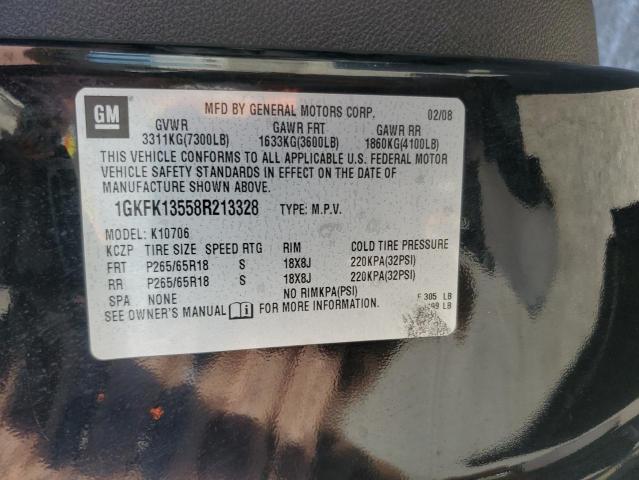 GM
MFD BY GENERAL MOTORS CORP. 02/08
GVWR GAWR FRT GAWR RR
3311KG(7300LB) 1633KG(3600LB) 1860KG(4100LB)
THIS VEHICLE CONFORMS TO ALL APPLICABLE U.S. FEDERAL MOTOR
VEHICLE SAFETY STANDARDS IN EFFECT ON THE DATE OF
MANUFACTURE SHOWN ABOVE.
1GKFK13558R213328 TYPE: M.P.V.
MODEL: K10706
KCZP TIRE SIZE SPEED RTG RIM COLD TIRE PRESSURE
FRT P265/65R18 S 18X8J 220KPA(32PSI)
RR P265/65R18 S 18X8J 220KPA(32PSI)
SPA NONE NO RIMKPA(PSI)
SEE OWNER'S MANUAL FOR MORE INFORMATION.
305 LB
LB